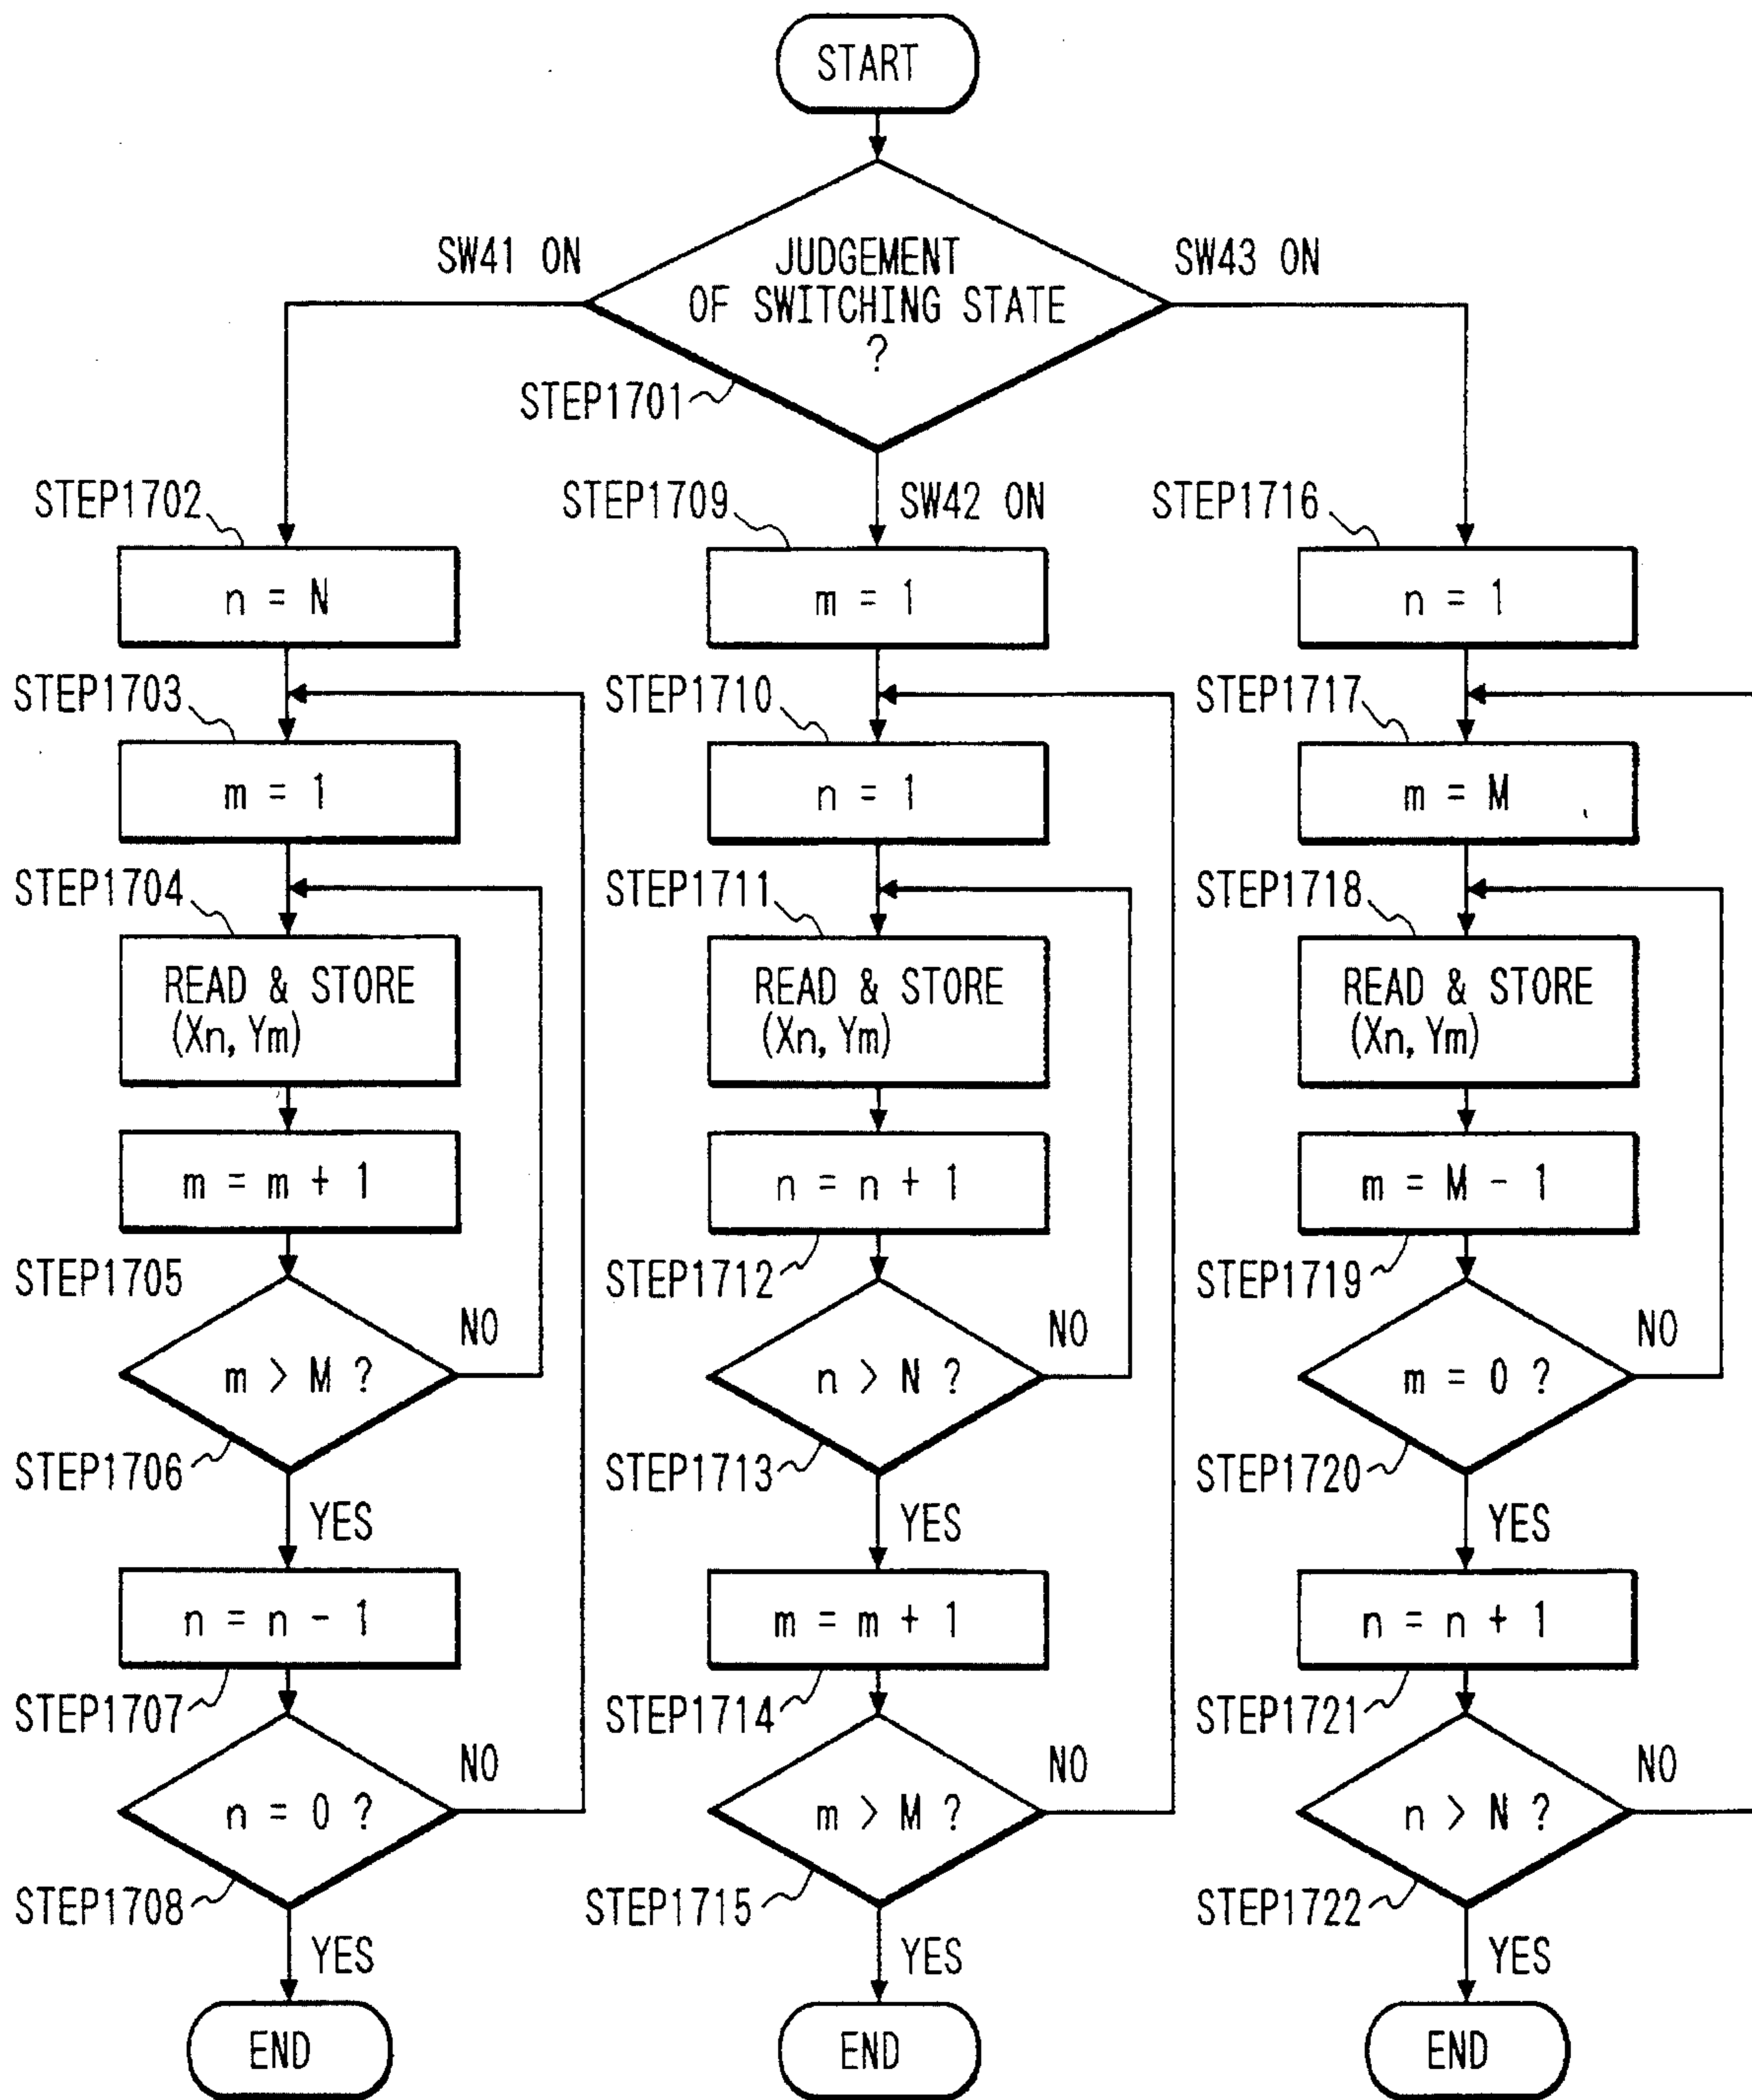 START
JUDGEMENT
OF SWITCHING STATE
?
SW41 ON
SW43 ON
STEP1701
SW42 ON
STEP1702
n = N
STEP1703
m = 1
STEP1704
READ & STORE
(Xn, Ym)
m = m + 1
STEP1705
m > M ?
NO
STEP1706
YES
n = n - 1
STEP1707
n = 0 ?
NO
STEP1708
YES
END
STEP1709
m = 1
STEP1710
n = 1
STEP1711
READ & STORE
(Xn, Ym)
n = n + 1
STEP1712
n > N ?
NO
STEP1713
YES
m = m + 1
STEP1714
m > M ?
NO
STEP1715
YES
END
STEP1716
n = 1
STEP1717
m = M
STEP1718
READ & STORE
(Xn, Ym)
m = M - 1
STEP1719
m = 0 ?
NO
STEP1720
YES
n = n + 1
STEP1721
n > N ?
NO
STEP1722
YES
END